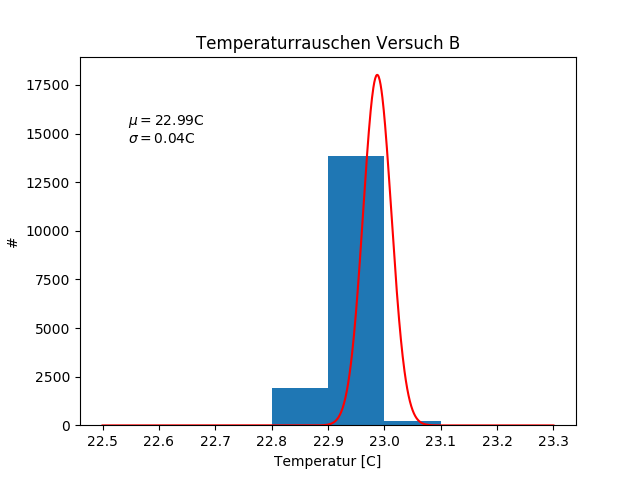 Temperaturrauschen Versuch B
17500
15000
12500
10000
7500
5000
2500
0
#
μ = 22.99C
σ = 0.04C
22.5 22.6 22.7 22.8 22.9 23.0 23.1 23.2 23.3
Temperatur [C]